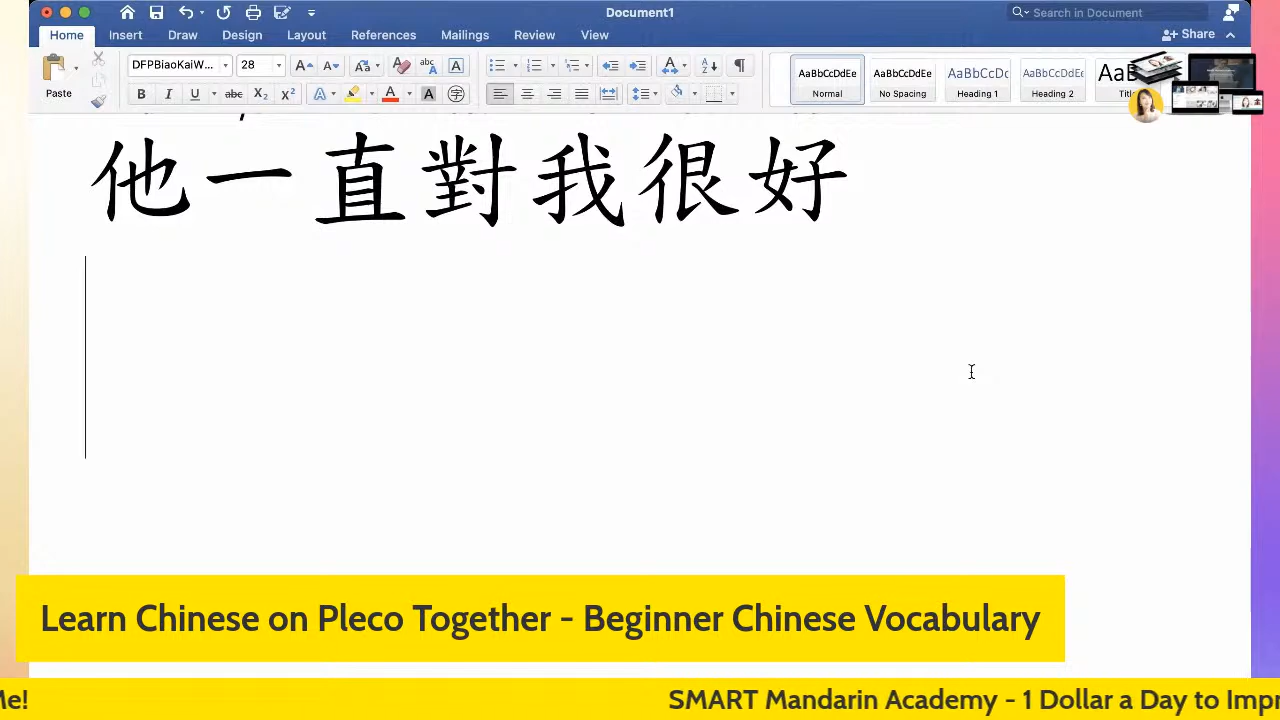 Document1
Search in Document
Home Insert Draw Design Layout References Mailings Review View
Share
Paste
DFPBiaoKaiW... 28
AaBbCcDdEe AaBbCcDdEe AaBbCcDc AaBbCcDdEe
Normal No Spacing Heading 1 Heading 2
他一直對我很好
Learn Chinese on Pleco Together - Beginner Chinese Vocabulary
Me!
SMART Mandarin Academy - 1 Dollar a Day to Impr